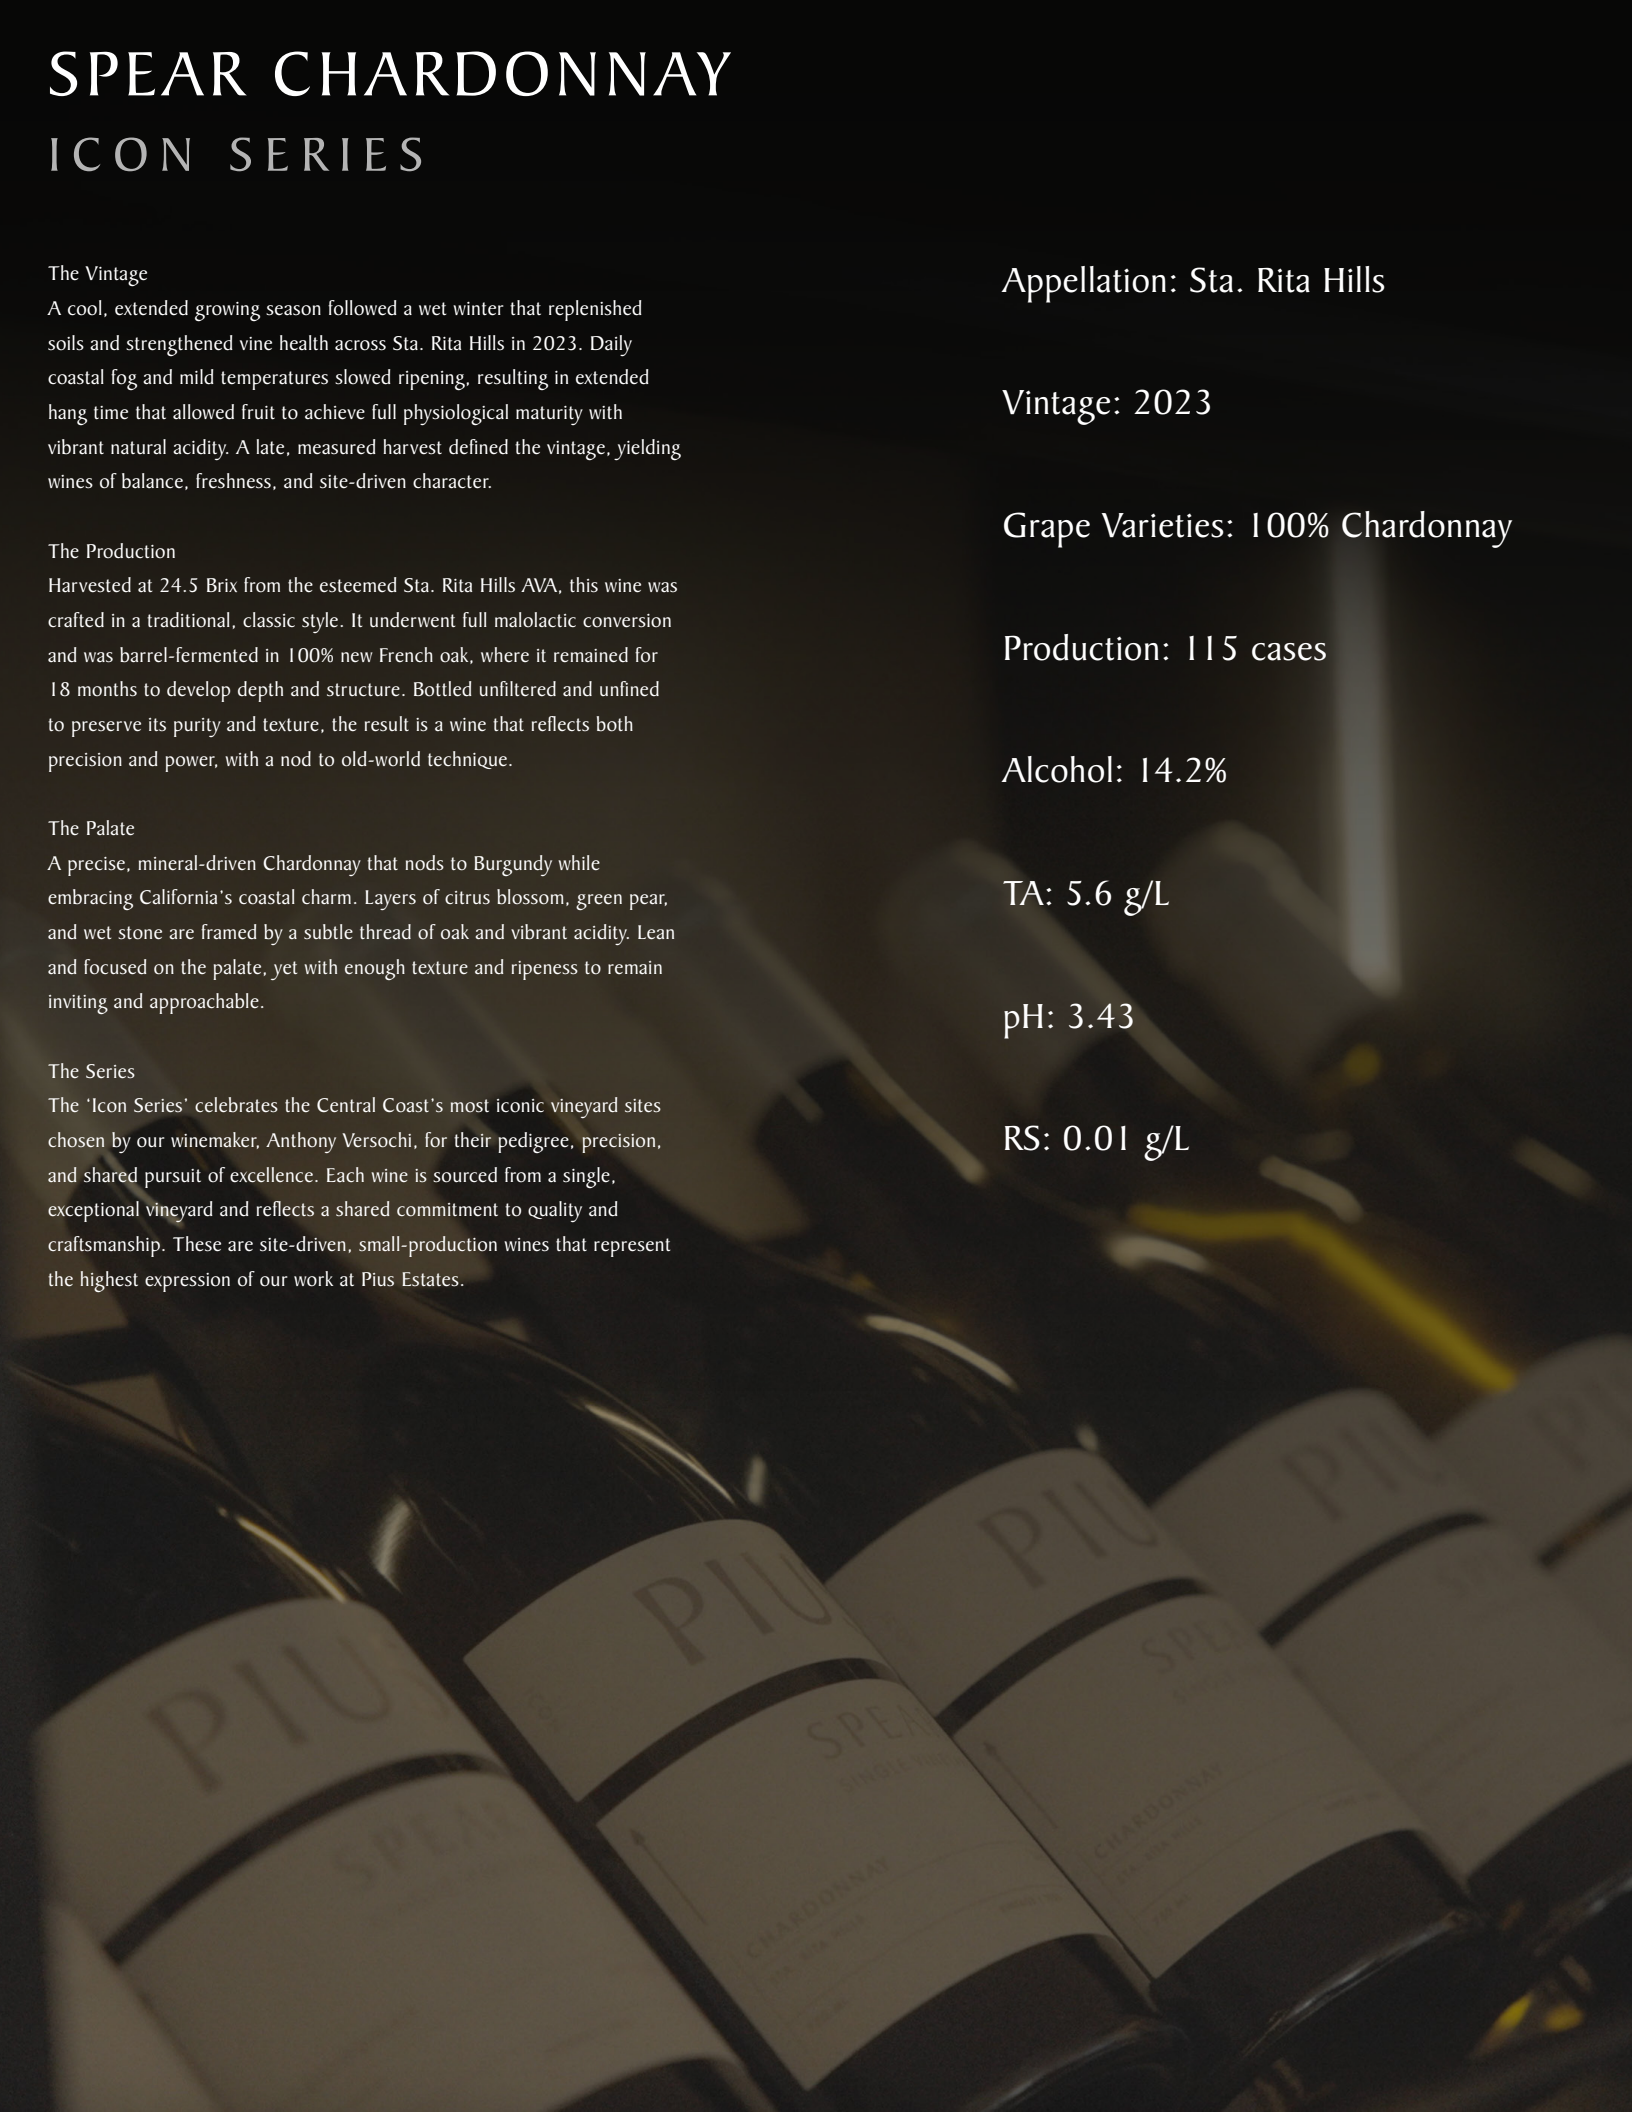 SPEAR CHARDONNAY
ICON SERIES
The Vintage
A cool, extended growing season followed a wet winter that replenished
soils and strengthened vine health across Sta. Rita Hills in 2023. Daily
coastal fog and mild temperatures slowed ripening, resulting in extended
hang time that allowed fruit to achieve full physiological maturity with
vibrant natural acidity. A late, measured harvest defined the vintage, yielding
wines of balance, freshness, and site-driven character.
The Production
Harvested at 24.5 Brix from the esteemed Sta. Rita Hills AVA, this wine was
crafted in a traditional, classic style. It underwent full malolactic conversion
and was barrel-fermented in 100% new French oak, where it remained for
18 months to develop depth and structure. Bottled unfiltered and unfined
to preserve its purity and texture, the result is a wine that reflects both
precision and power, with a nod to old-world technique.
The Palate
A precise, mineral-driven Chardonnay that nods to Burgundy while
embracing California's coastal charm. Layers of citrus blossom, green pear,
and wet stone are framed by a subtle thread of oak and vibrant acidity. Lean
and focused on the palate, yet with enough texture and ripeness to remain
inviting and approachable.
The Series
The ‘Icon Series’ celebrates the Central Coast’s most iconic vineyard sites
chosen by our winemaker, Anthony Versochi, for their pedigree, precision,
and shared pursuit of excellence. Each wine is sourced from a single,
exceptional vineyard and reflects a shared commitment to quality and
craftsmanship. These are site-driven, small-production wines that represent
the highest expression of our work at Pius Estates.
Appellation: Sta. Rita Hills
Vintage: 2023
Grape Varieties: 100% Chardonnay
Production: 115 cases
Alcohol: 14.2%
TA: 5.6 g/L
pH: 3.43
RS: 0.01 g/L
PIUS
SPEAR
PIU
SPEA
SINGLE
CHARDONNAY
STA. RITA HILLS
PIU
SPEA
CHARDONNAY
STA. RITA HILLS
PIU
SP
PI